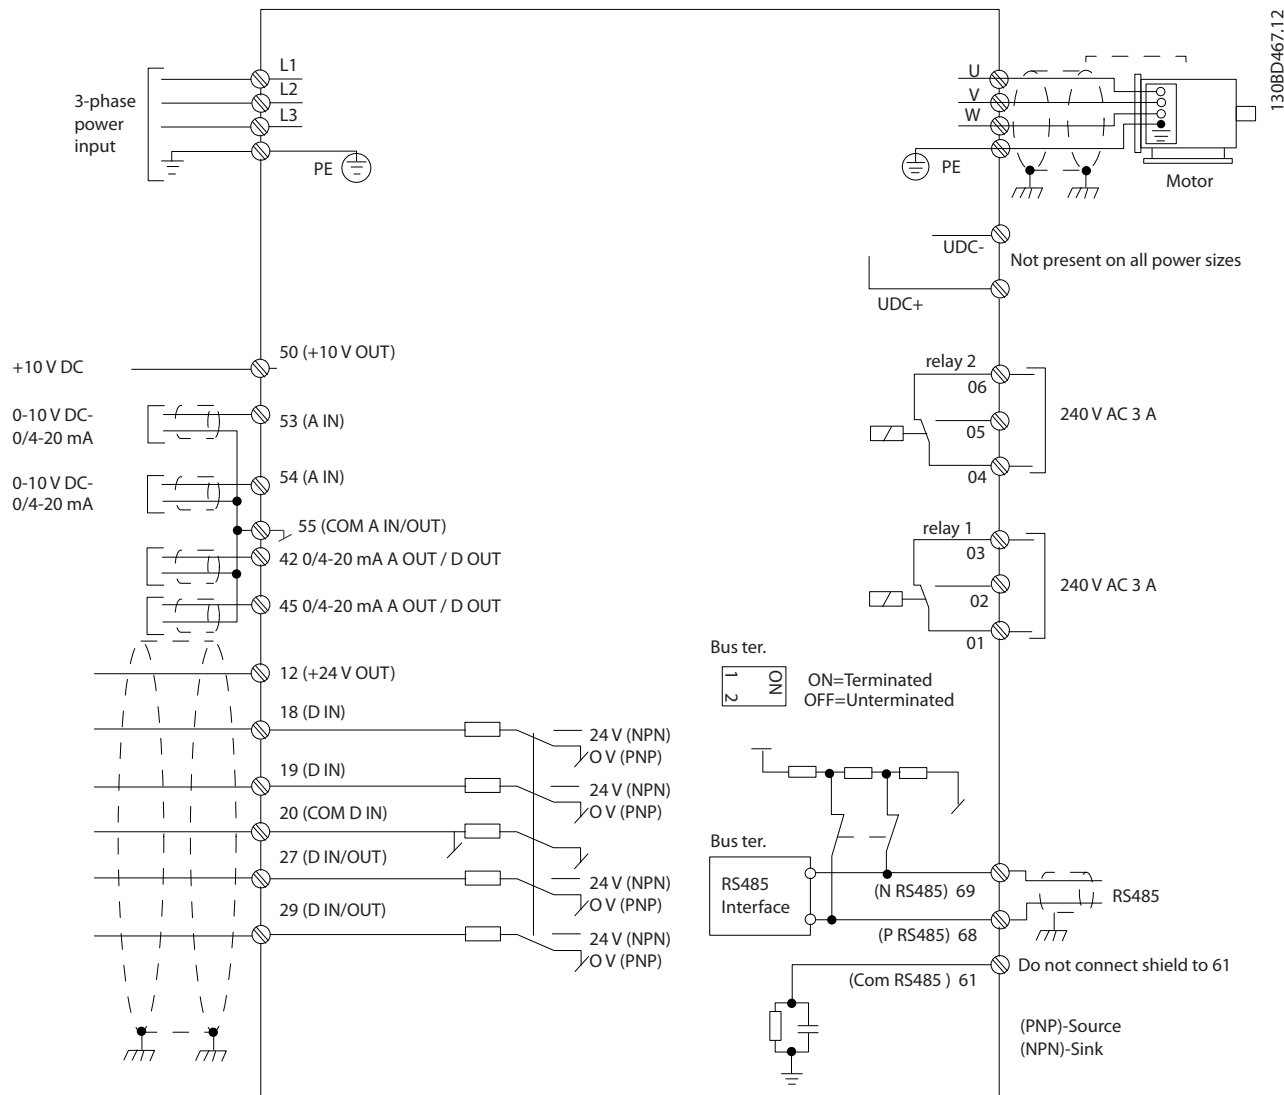 130BD467.12
L1
L2
L3
3-phase
power
input
PE
U
V
W
PE
Motor
UDC-
Not present on all power sizes
UDC+
+10 V DC
50 (+10 V OUT)
0-10 V DC-
0/4-20 mA
53 (A IN)
0-10 V DC-
0/4-20 mA
54 (A IN)
55 (COM A IN/OUT)
42 0/4-20 mA A OUT / D OUT
45 0/4-20 mA A OUT / D OUT
12 (+24 V OUT)
18 (D IN)
24 V (NPN)
O V (PNP)
19 (D IN)
24 V (NPN)
O V (PNP)
20 (COM D IN)
27 (D IN/OUT)
24 V (NPN)
O V (PNP)
29 (D IN/OUT)
24 V (NPN)
O V (PNP)
relay 2
06
05
04
240 V AC 3 A
relay 1
03
02
01
240 V AC 3 A
Bus ter.
1
2
ON
ON=Terminated
OFF=Unterminated
Bus ter.
RS485
Interface
(N RS485) 69
(P RS485) 68
RS485
(Com RS485 ) 61
Do not connect shield to 61
(PNP)-Source
(NPN)-Sink